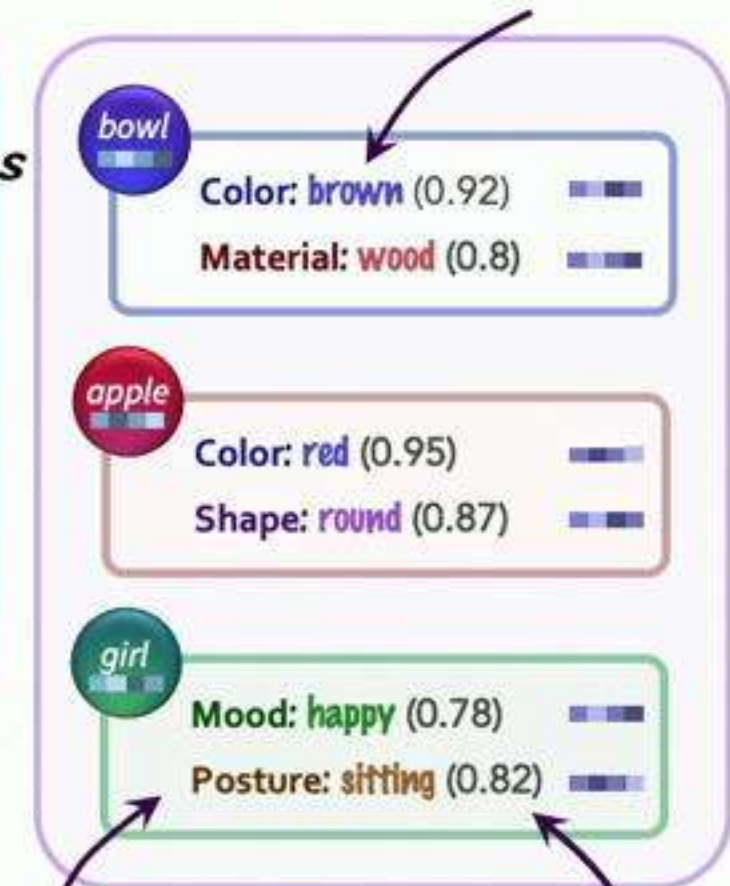 s
bowl
Color: brown (0.92)
Material: wood (0.8)
apple
Color: red (0.95)
Shape: round (0.87)
girl
Mood: happy (0.78)
Posture: sitting (0.82)